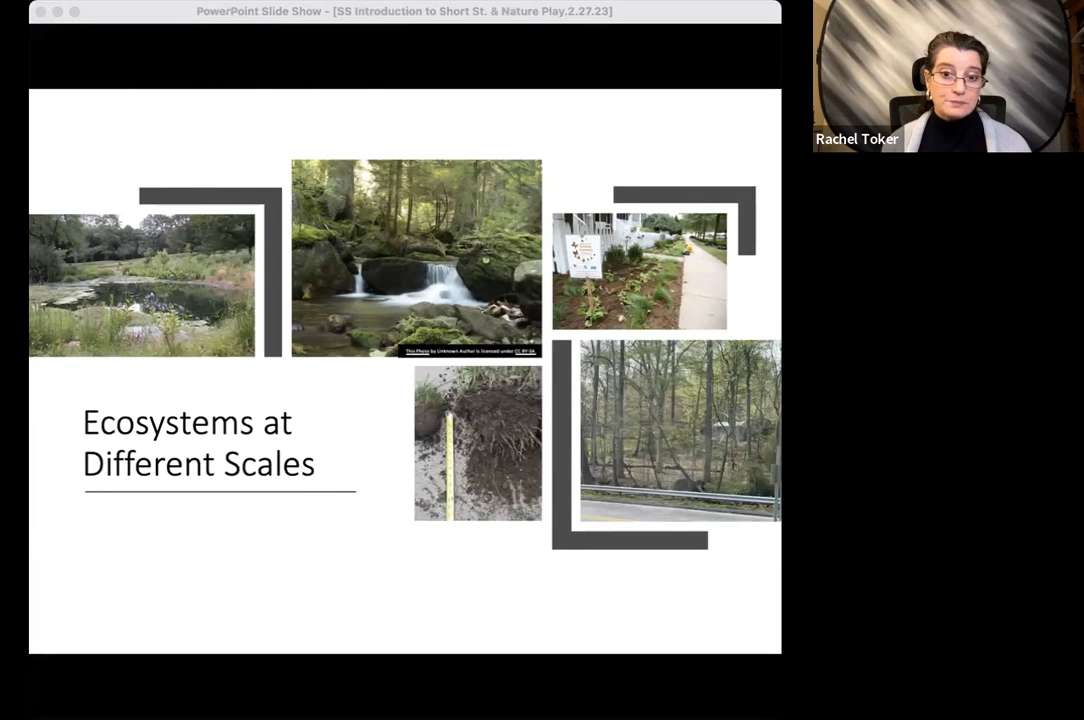 PowerPoint Slide Show - [SS Introduction to Short St. & Nature Play.2.27.23]
Rachel Toker
This Photo by Unknown Author is licensed under CC BY-SA
Ecosystems at
Different Scales